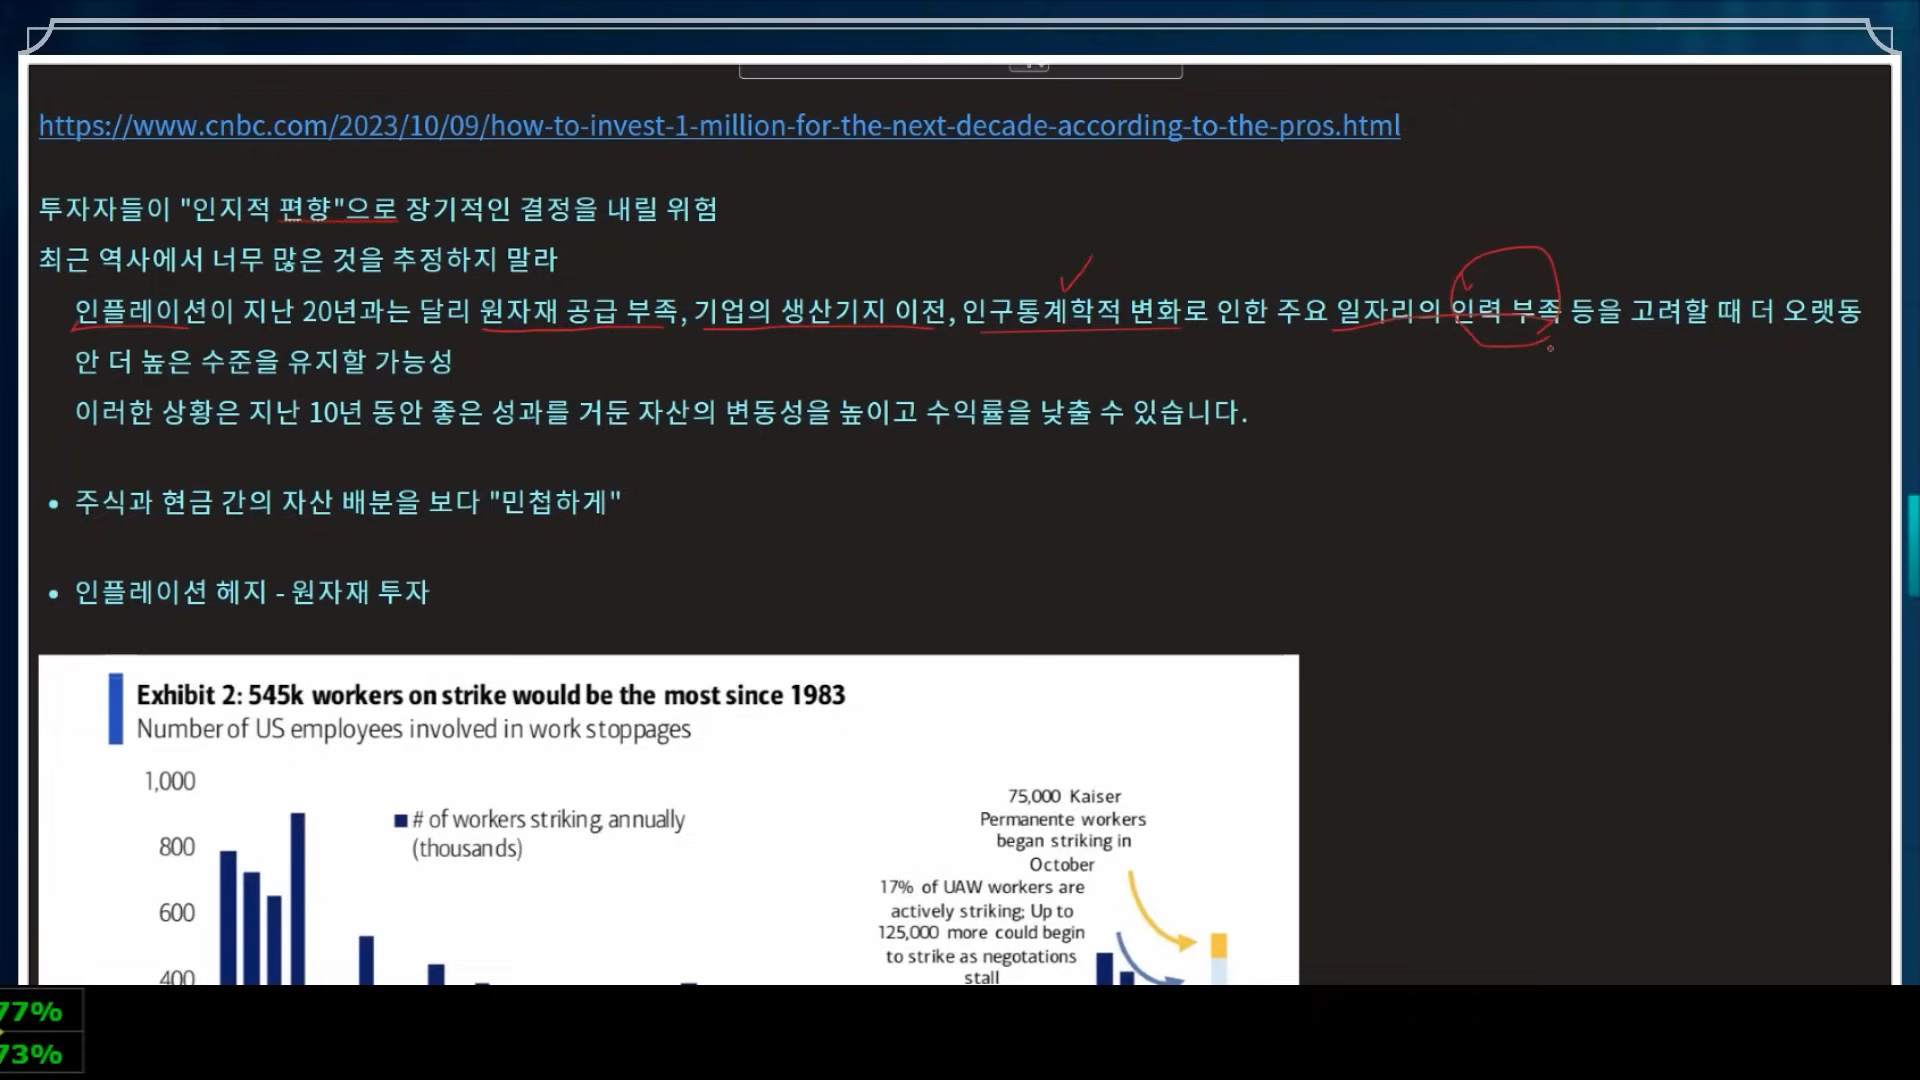 https://www.cnbc.com/2023/10/09/how-to-invest-1-million-for-the-next-decade-according-to-the-pros.html
투자자들이 "인지적 편향"으로 장기적인 결정을 내릴 위험
최근 역사에서 너무 많은 것을 추정하지 말라
인플레이션이 지난 20년과는 달리 원자재 공급 부족, 기업의 생산기지 이전, 인구통계학적 변화로 인한 주요 일자리의 인력 부족 등을 고려할 때 더 오랫동
안 더 높은 수준을 유지할 가능성
이러한 상황은 지난 10년 동안 좋은 성과를 거둔 자산의 변동성을 높이고 수익률을 낮출 수 있습니다.
• 주식과 현금 간의 자산 배분을 보다 "민첩하게"
• 인플레이션 헤지 - 원자재 투자
Exhibit 2: 545k workers on strike would be the most since 1983
Number of US employees involved in work stoppages
1,000
800
600
400
# of workers striking, annually
(thousands)
75,000 Kaiser
Permanente workers
began striking in
October
17% of UAW workers are
actively striking; Up to
125,000 more could begin
to strike as negotations
stall
77%
73%